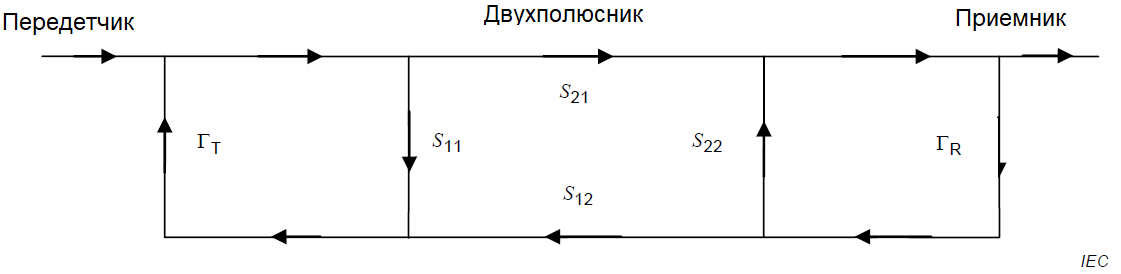 Передетчик
Двухполюсник
Приемник
S21
ΓT
S11
S22
ΓR
S12
IEC